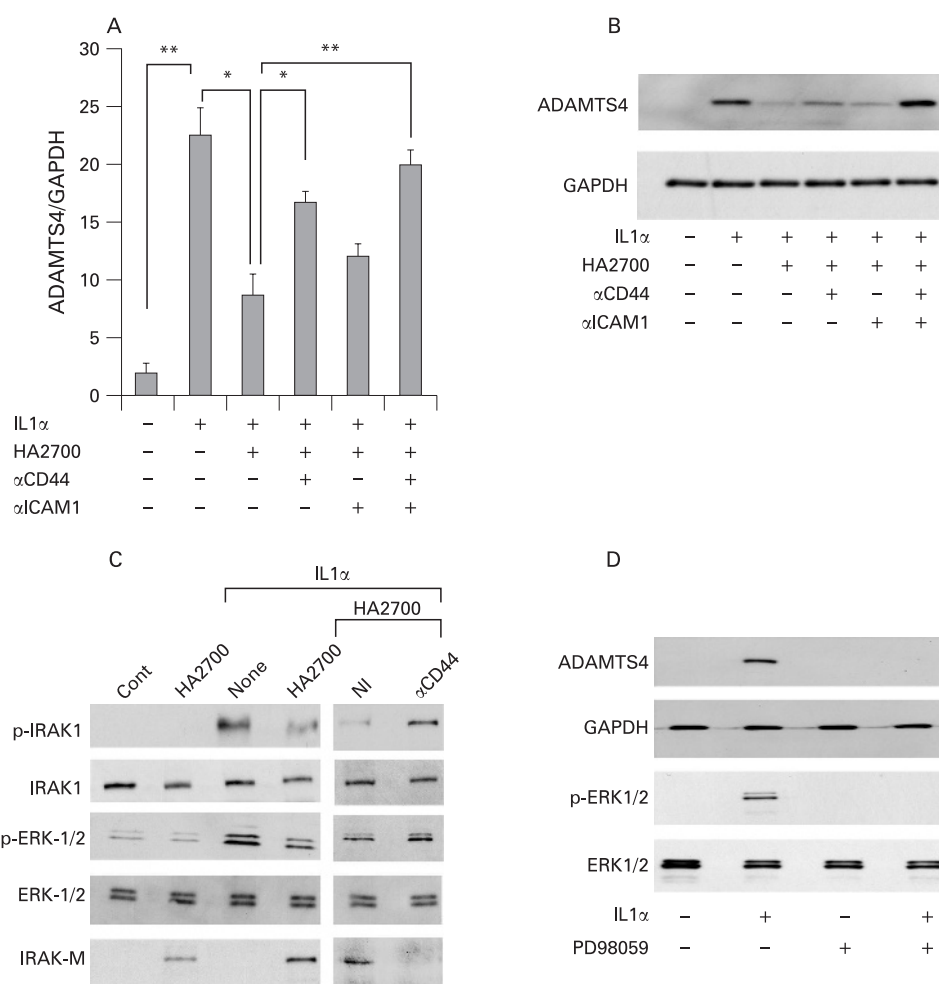 A
30
25
20
15
10
5
0
ADAMTS4/GAPDH
** * * **
IL1α – + + + + +
HA2700 – – + + + +
αCD44 – – – + – +
αICAM1 – – – – + +
B
ADAMTS4
GAPDH
IL1α – + + + + +
HA2700 – – + + + +
αCD44 – – – + – +
αICAM1 – – – – + +
C
IL1α
HA2700
Cont HA2700 None HA2700 NI αCD44
p-IRAK1
IRAK1
p-ERK-1/2
ERK-1/2
IRAK-M
D
ADAMTS4
GAPDH
p-ERK1/2
ERK1/2
IL1α – + – +
PD98059 – – + +